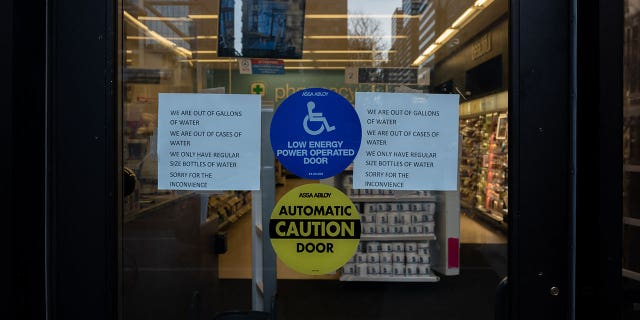 pharmacy
beauty
WE ARE OUT OF GALLONS
OF WATER
WE ARE OUT OF CASES OF
WATER
WE ONLY HAVE REGULAR
SIZE BOTTLES OF WATER
SORRY FOR THE
INCONVIENCE
ASSA ABLOY
LOW ENERGY
POWER OPERATED
DOOR
WE ARE OUT OF GALLONS
OF WATER
WE ARE OUT OF CASES OF
WATER
WE ONLY HAVE REGULAR
SIZE BOTTLES OF WATER
SORRY FOR THE
INCONVIENCE
ASSA ABLOY
AUTOMATIC
CAUTION
DOOR